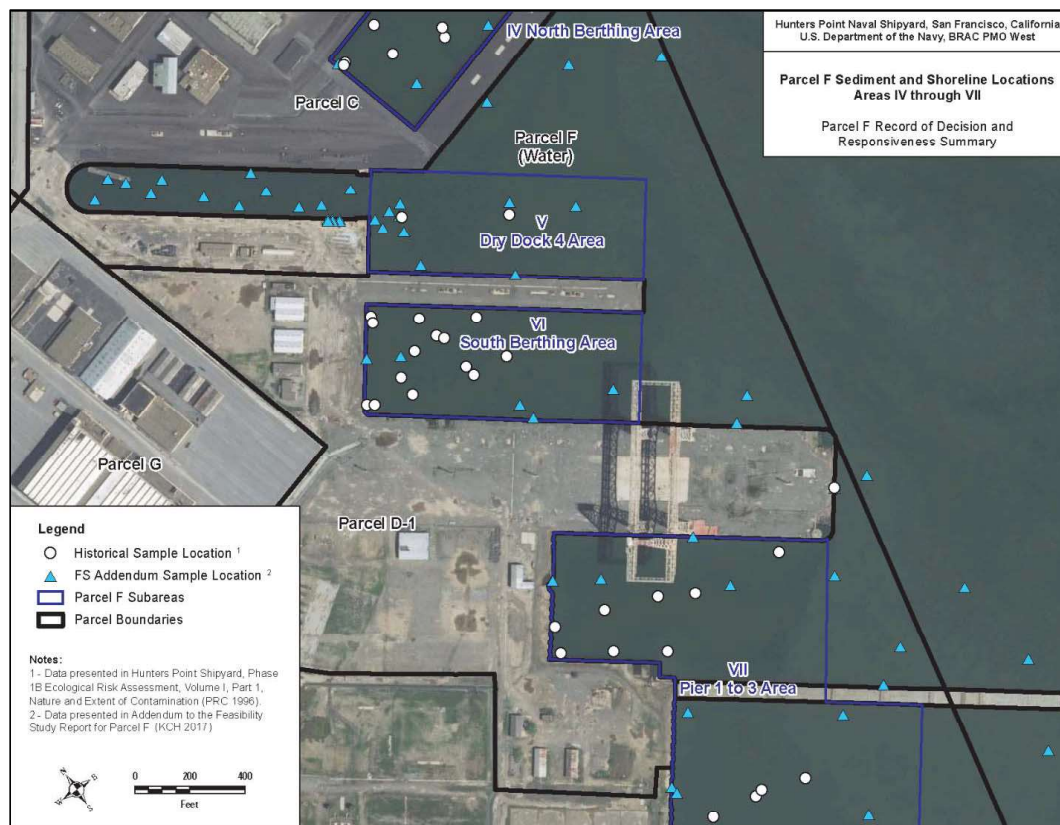 Hunters Point Naval Shipyard, San Francisco, California
U.S. Department of the Navy, BRAC PMO West
Parcel F Sediment and Shoreline Locations
Areas IV through VII
Parcel F Record of Decision and
Responsiveness Summary
IV North Berthing Area
Parcel C
Parcel F
(Water)
V
Dry Dock 4 Area
VI
South Berthing Area
Parcel G
Parcel D-1
VII
Pier 1 to 3 Area
Legend
Historical Sample Location 1
FS Addendum Sample Location 2
Parcel F Subareas
Parcel Boundaries
Notes:
1 - Data presented in Hunters Point Shipyard, Phase
1B Ecological Risk Assessment, Volume I, Part 1,
Nature and Extent of Contamination (PRC 1996).
2 - Data presented in Addendum to the Feasibility
Study Report for Parcel F (KCH 2017)
N
E
W
S
0 200 400
Feet